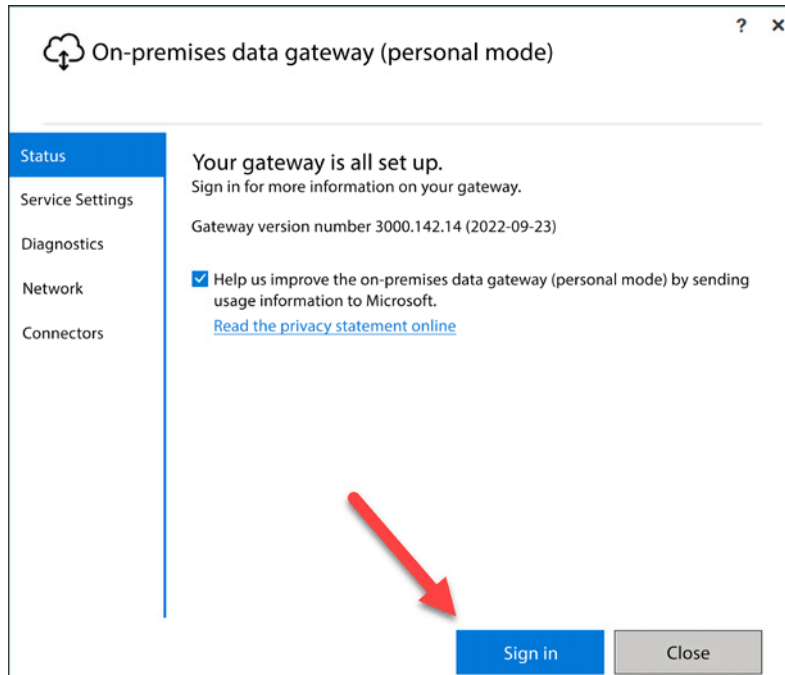 ? ×
On-premises data gateway (personal mode)
Status
Service Settings
Diagnostics
Network
Connectors
Your gateway is all set up.
Sign in for more information on your gateway.
Gateway version number 3000.142.14 (2022-09-23)
Help us improve the on-premises data gateway (personal mode) by sending
usage information to Microsoft.
Read the privacy statement online
Sign in
Close